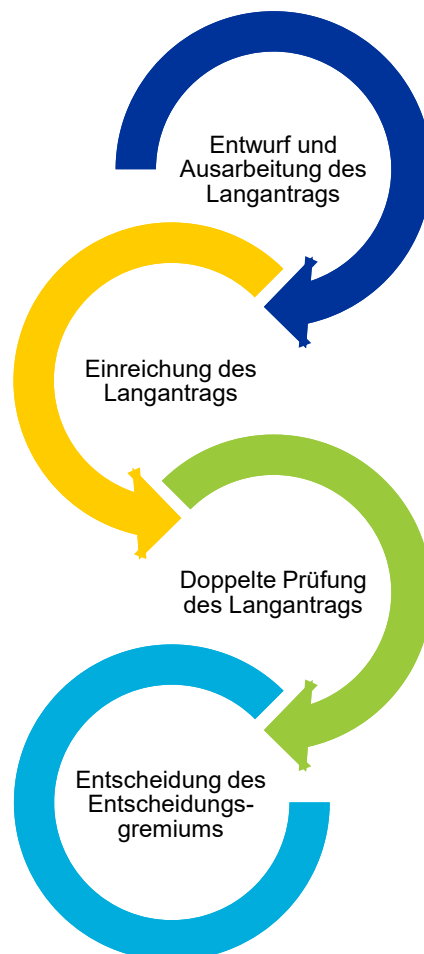 Entwurf und
Ausarbeitung des
Langantrags
Einreichung des
Langantrags
Doppelte Prüfung
des Langantrags
Entscheidung des
Entscheidungs-
gremiums